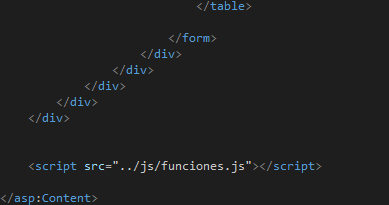 </table>
</form>
</div>
</div>
</div>
</div>
</div>
<script src="../js/funciones.js"></script>
</asp:Content>